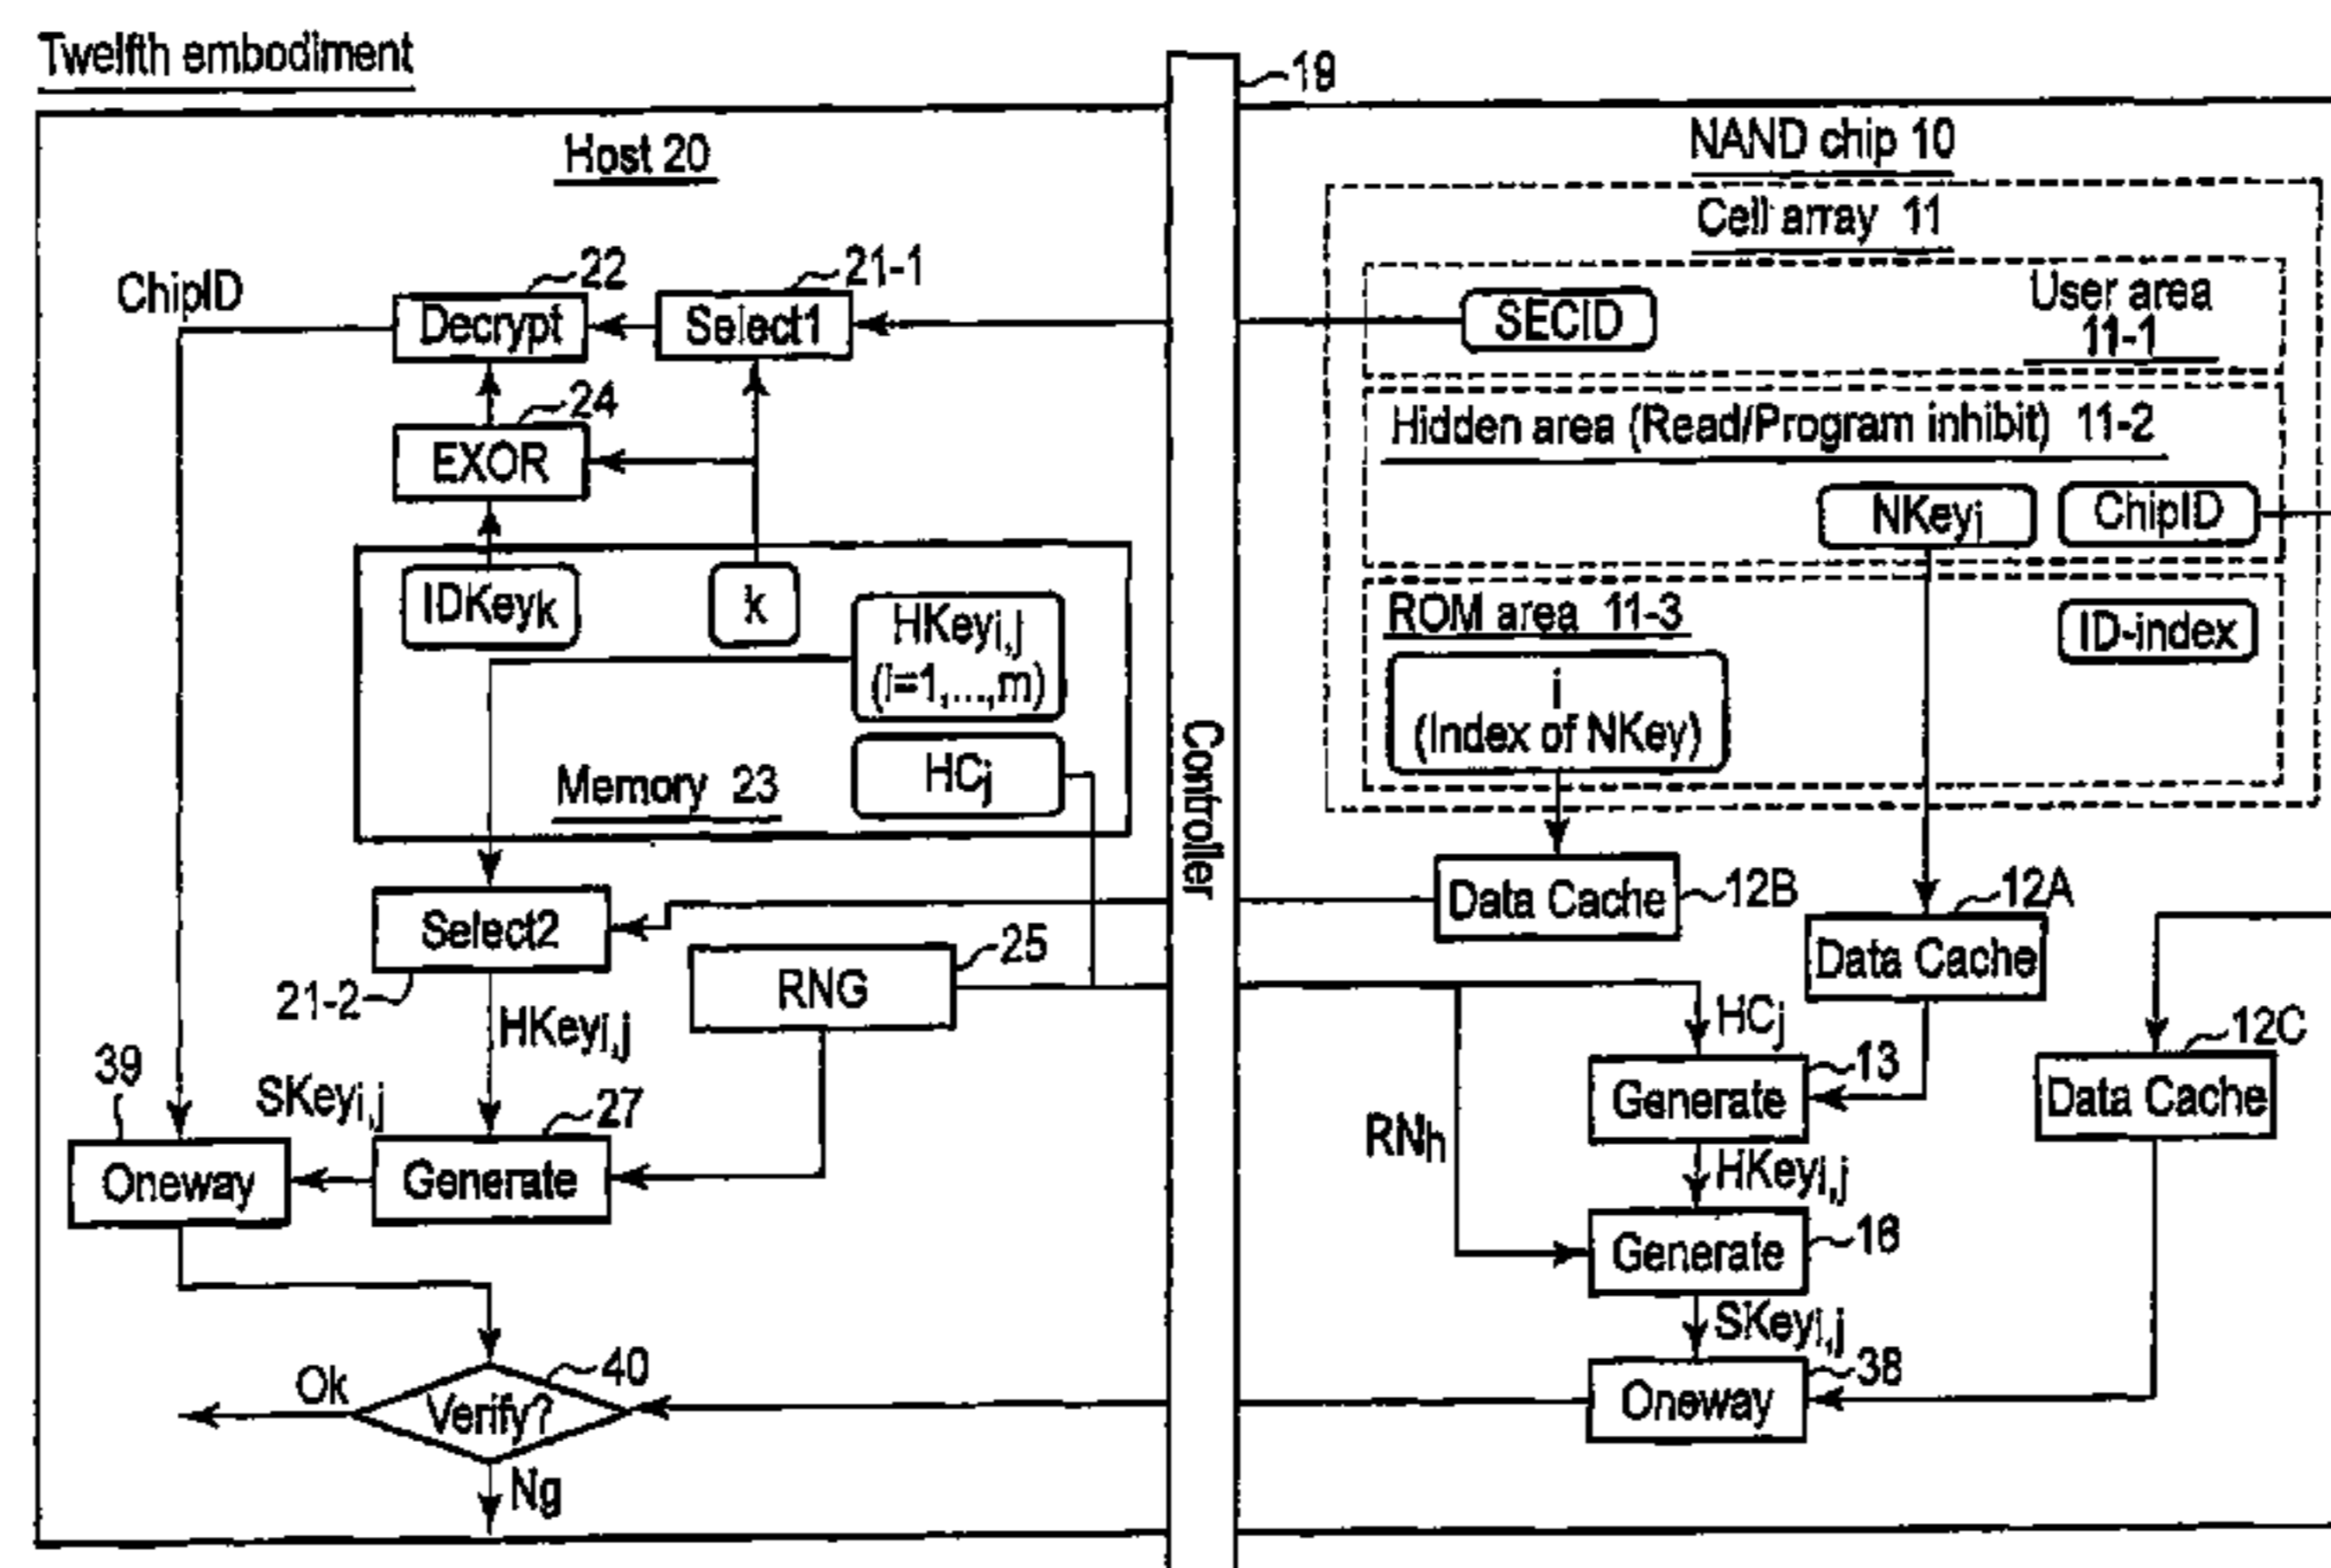 Twelfth embodiment
19
Host 20
NAND chip 10
Cell array 11
ChipID
22
Decrypt
21-1
Select1
SECID
User area
11-1
24
EXOR
Hidden area (Read/Program inhibit) 11-2
NKeyi
ChipID
IDKeyk
k
HKeyi,j
(i=1,...,m)
ROM area 11-3
i
(Index of NKey)
ID-index
HCj
Memory 23
Controller
Select2
21-2
Data Cache
12B
12A
Data Cache
RNG
25
HKeyi,j
HCj
12C
Data Cache
39
SKeyi,j
27
13
Generate
RNh
Oneway
Generate
HKeyi,j
Generate
16
SKeyi,j
Ok
Verify?
40
38
Oneway
Ng